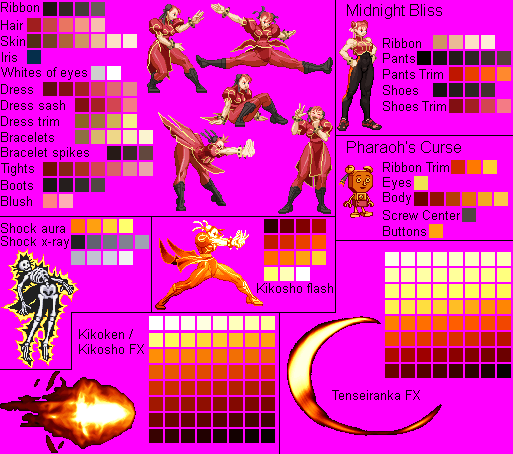 Ribbon
Hair
Skin
Iris
Whites of eyes
Dress
Dress sash
Dress trim
Bracelets
Bracelet spikes
Tights
Boots
Blush
Midnight Bliss
Ribbon
Pants
Pants Trim
Shoes
Shoes Trim
Pharaoh's Curse
Ribbon Trim
Eyes
Body
Screw Center
Buttons
Shock aura
Shock x-ray
Kikosho flash
Kikoken /
Kikosho FX
Tenseiranka FX